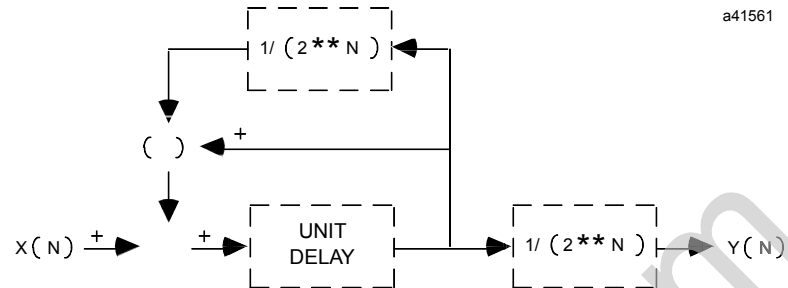 a41561
1/ (2 ** N )
+
( )
X(N) + + UNIT DELAY 1/ (2 ** N ) Y(N)